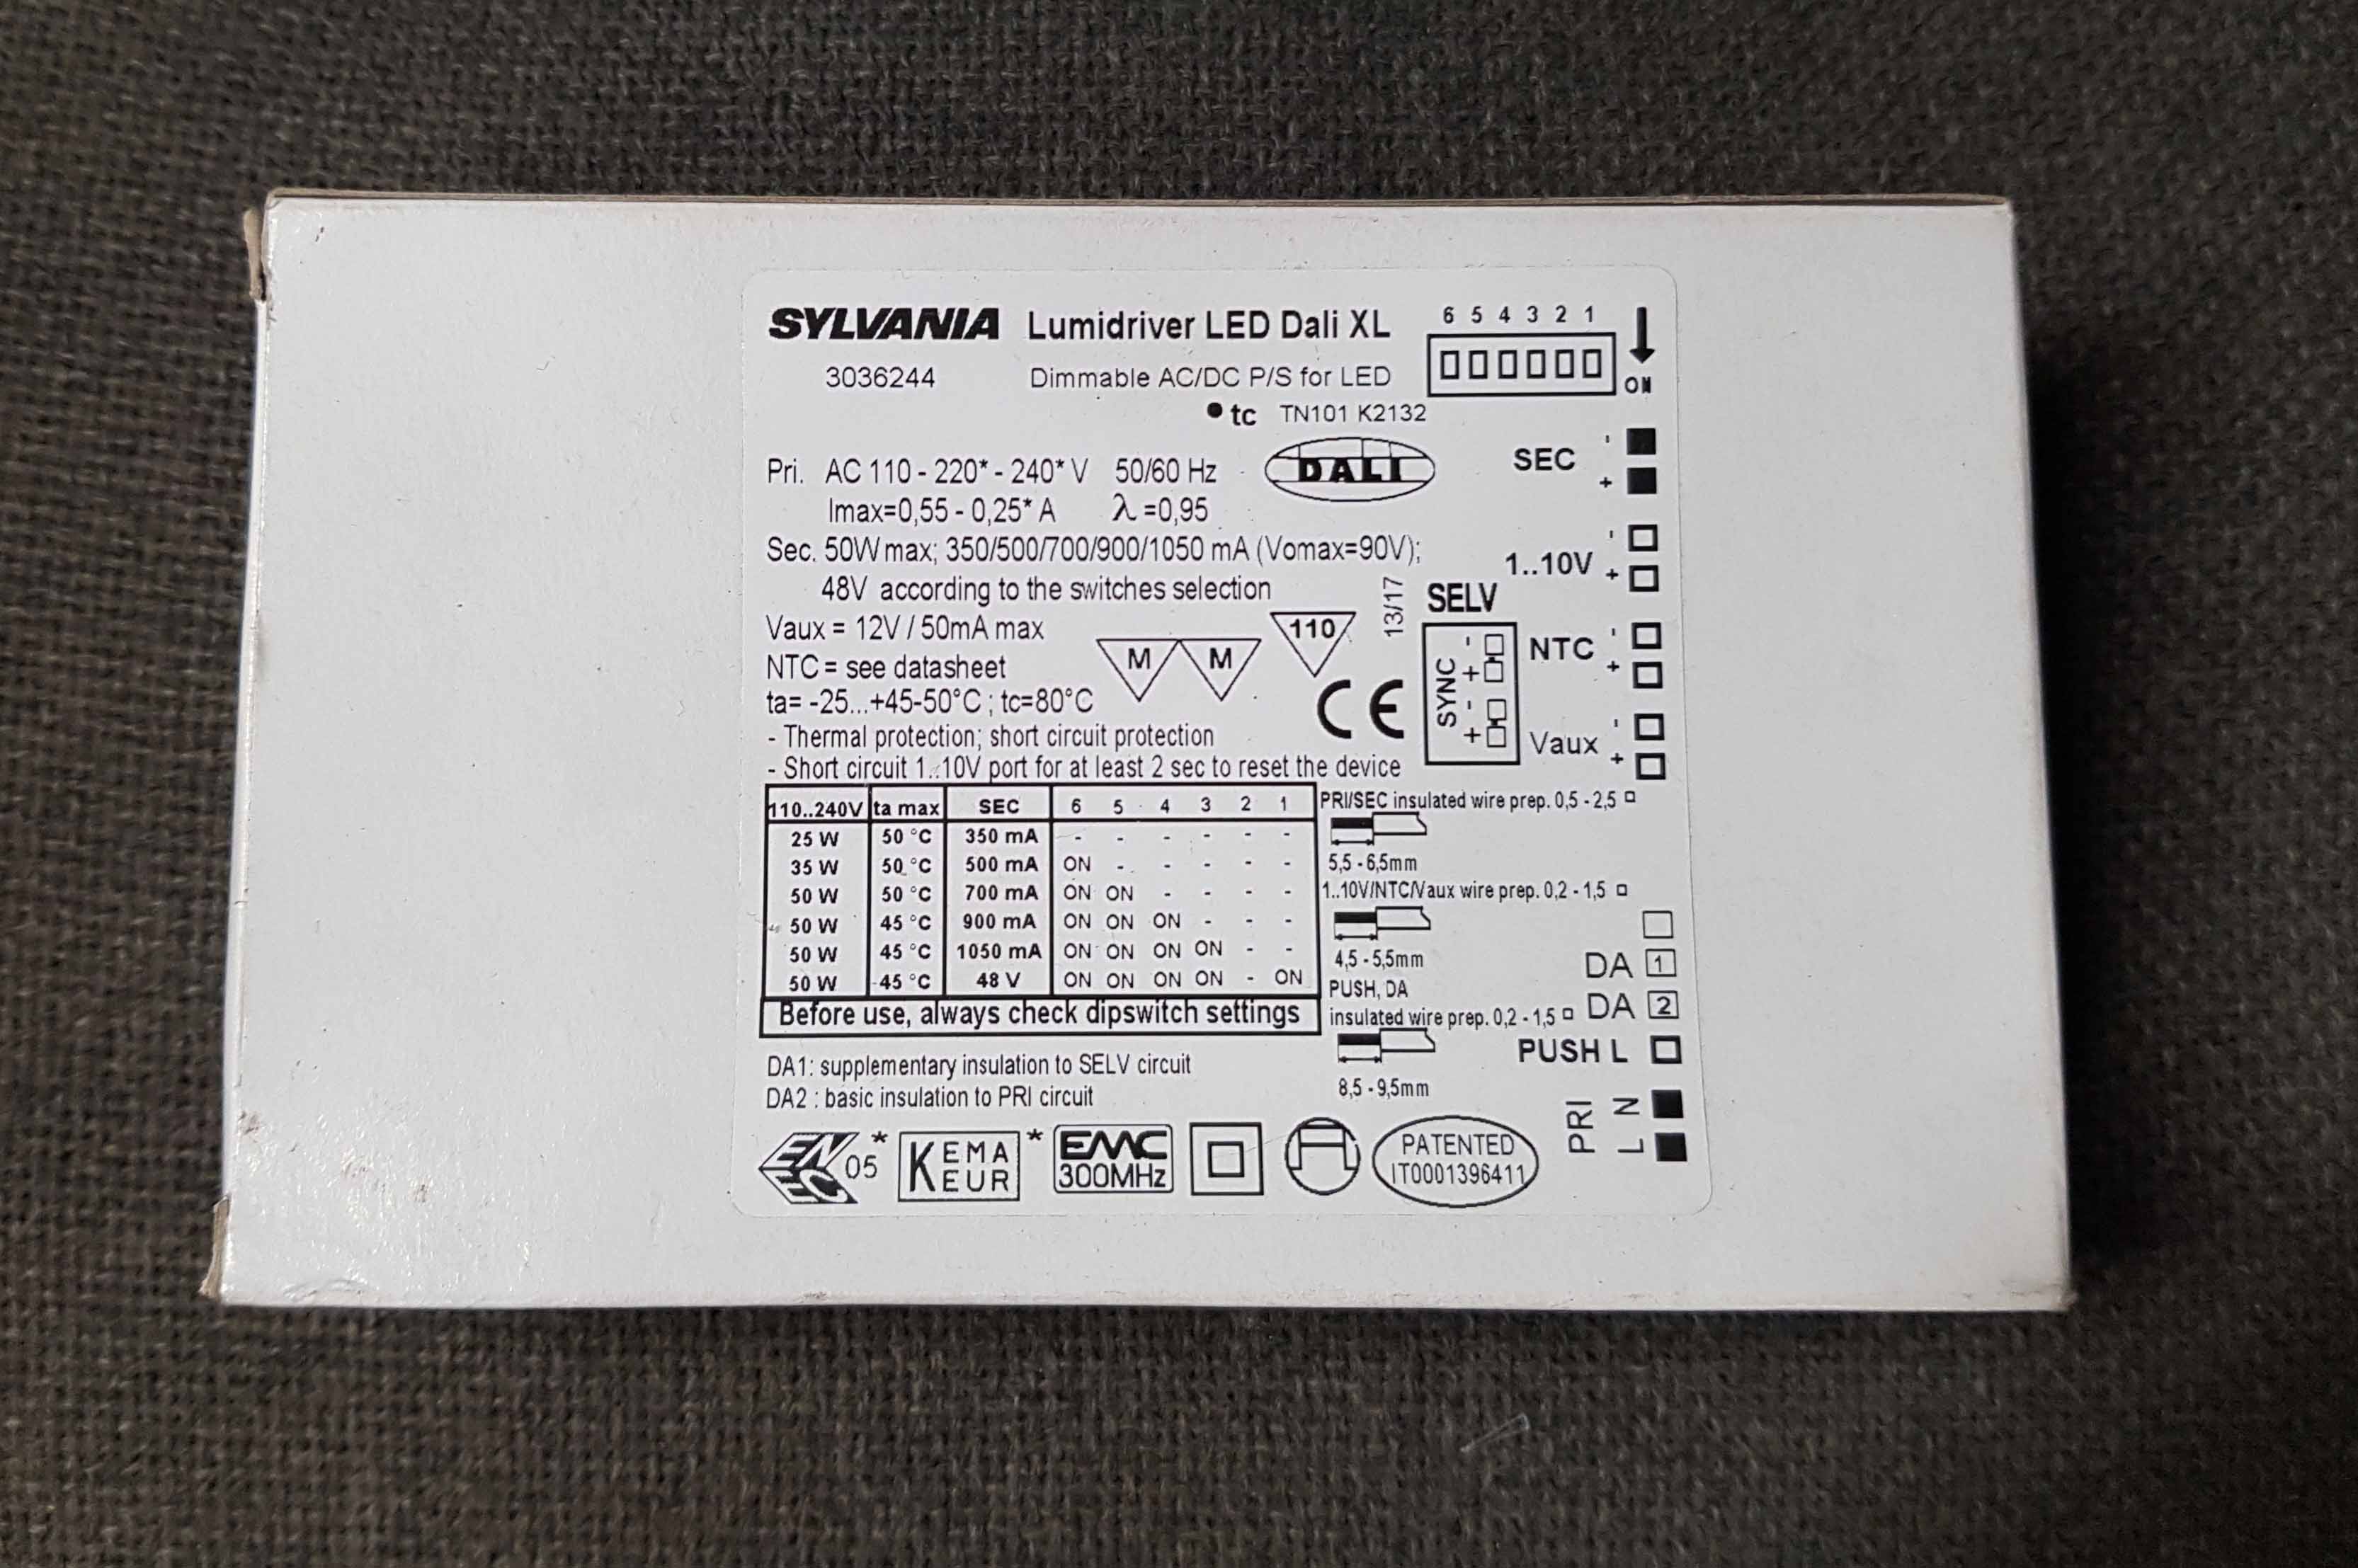 SYLVANIA Lumidriver LED Dali XL
3036244 Dimmable AC/DC P/S for LED
tc TN101 K2132
6 5 4 3 2 1
ON
Pri. AC 110 - 220* - 240* V 50/60 Hz
DALI
Imax=0,55 - 0,25* A λ=0,95
Sec. 50W max; 350/500/700/900/1050 mA (Vomax=90V);
48V according to the switches selection
Vaux = 12V / 50mA max
NTC = see datasheet
ta= -25...+45-50°C ; tc=80°C
M M 110
13/17
CE
- Thermal protection; short circuit protection
- Short circuit 1..10V port for at least 2 sec to reset the device
SEC - +
1..10V - +
SELV
SYNC - + - +
NTC - +
Vaux - +
110..240V ta max SEC 6 5 4 3 2 1
25 W 50 °C 350 mA - - - - - -
35 W 50 °C 500 mA ON - - - - -
50 W 50 °C 700 mA ON ON - - - -
50 W 45 °C 900 mA ON ON ON - - -
50 W 45 °C 1050 mA ON ON ON ON - -
50 W 45 °C 48 V ON ON ON ON - ON
Before use, always check dipswitch settings
PRI/SEC insulated wire prep. 0,5 - 2,5
5,5 - 6,5mm
1..10V/NTC/Vaux wire prep. 0,2 - 1,5
4,5 - 5,5mm
PUSH, DA
insulated wire prep. 0,2 - 1,5
8,5 - 9,5mm
DA 1
DA 2
PUSH L
PRI N L
DA1: supplementary insulation to SELV circuit
DA2 : basic insulation to PRI circuit
ENEC 05 *
KEMA EUR *
EMC
300MHz
PATENTED
IT0001396411